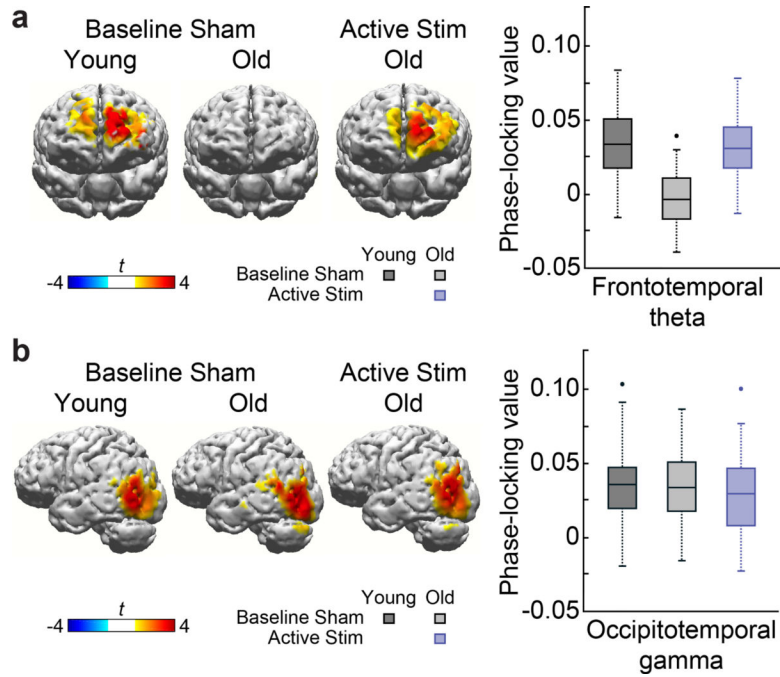 a
Baseline Sham Active Stim
Young Old Old
t
-4 4
Young Old
Baseline Sham
Active Stim
Phase-locking value
0.10
0.05
0
-0.05
Frontotemporal
theta
b
Baseline Sham Active Stim
Young Old Old
t
-4 4
Young Old
Baseline Sham
Active Stim
Phase-locking value
0.10
0.05
0
-0.05
Occipitotemporal
gamma